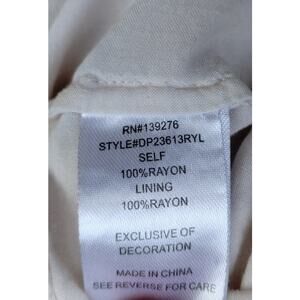 RN#139276
STYLE#DP23613RYL
SELF
100%RAYON
LINING
100%RAYON
EXCLUSIVE OF
DECORATION
MADE IN CHINA
SEE REVERSE FOR CARE